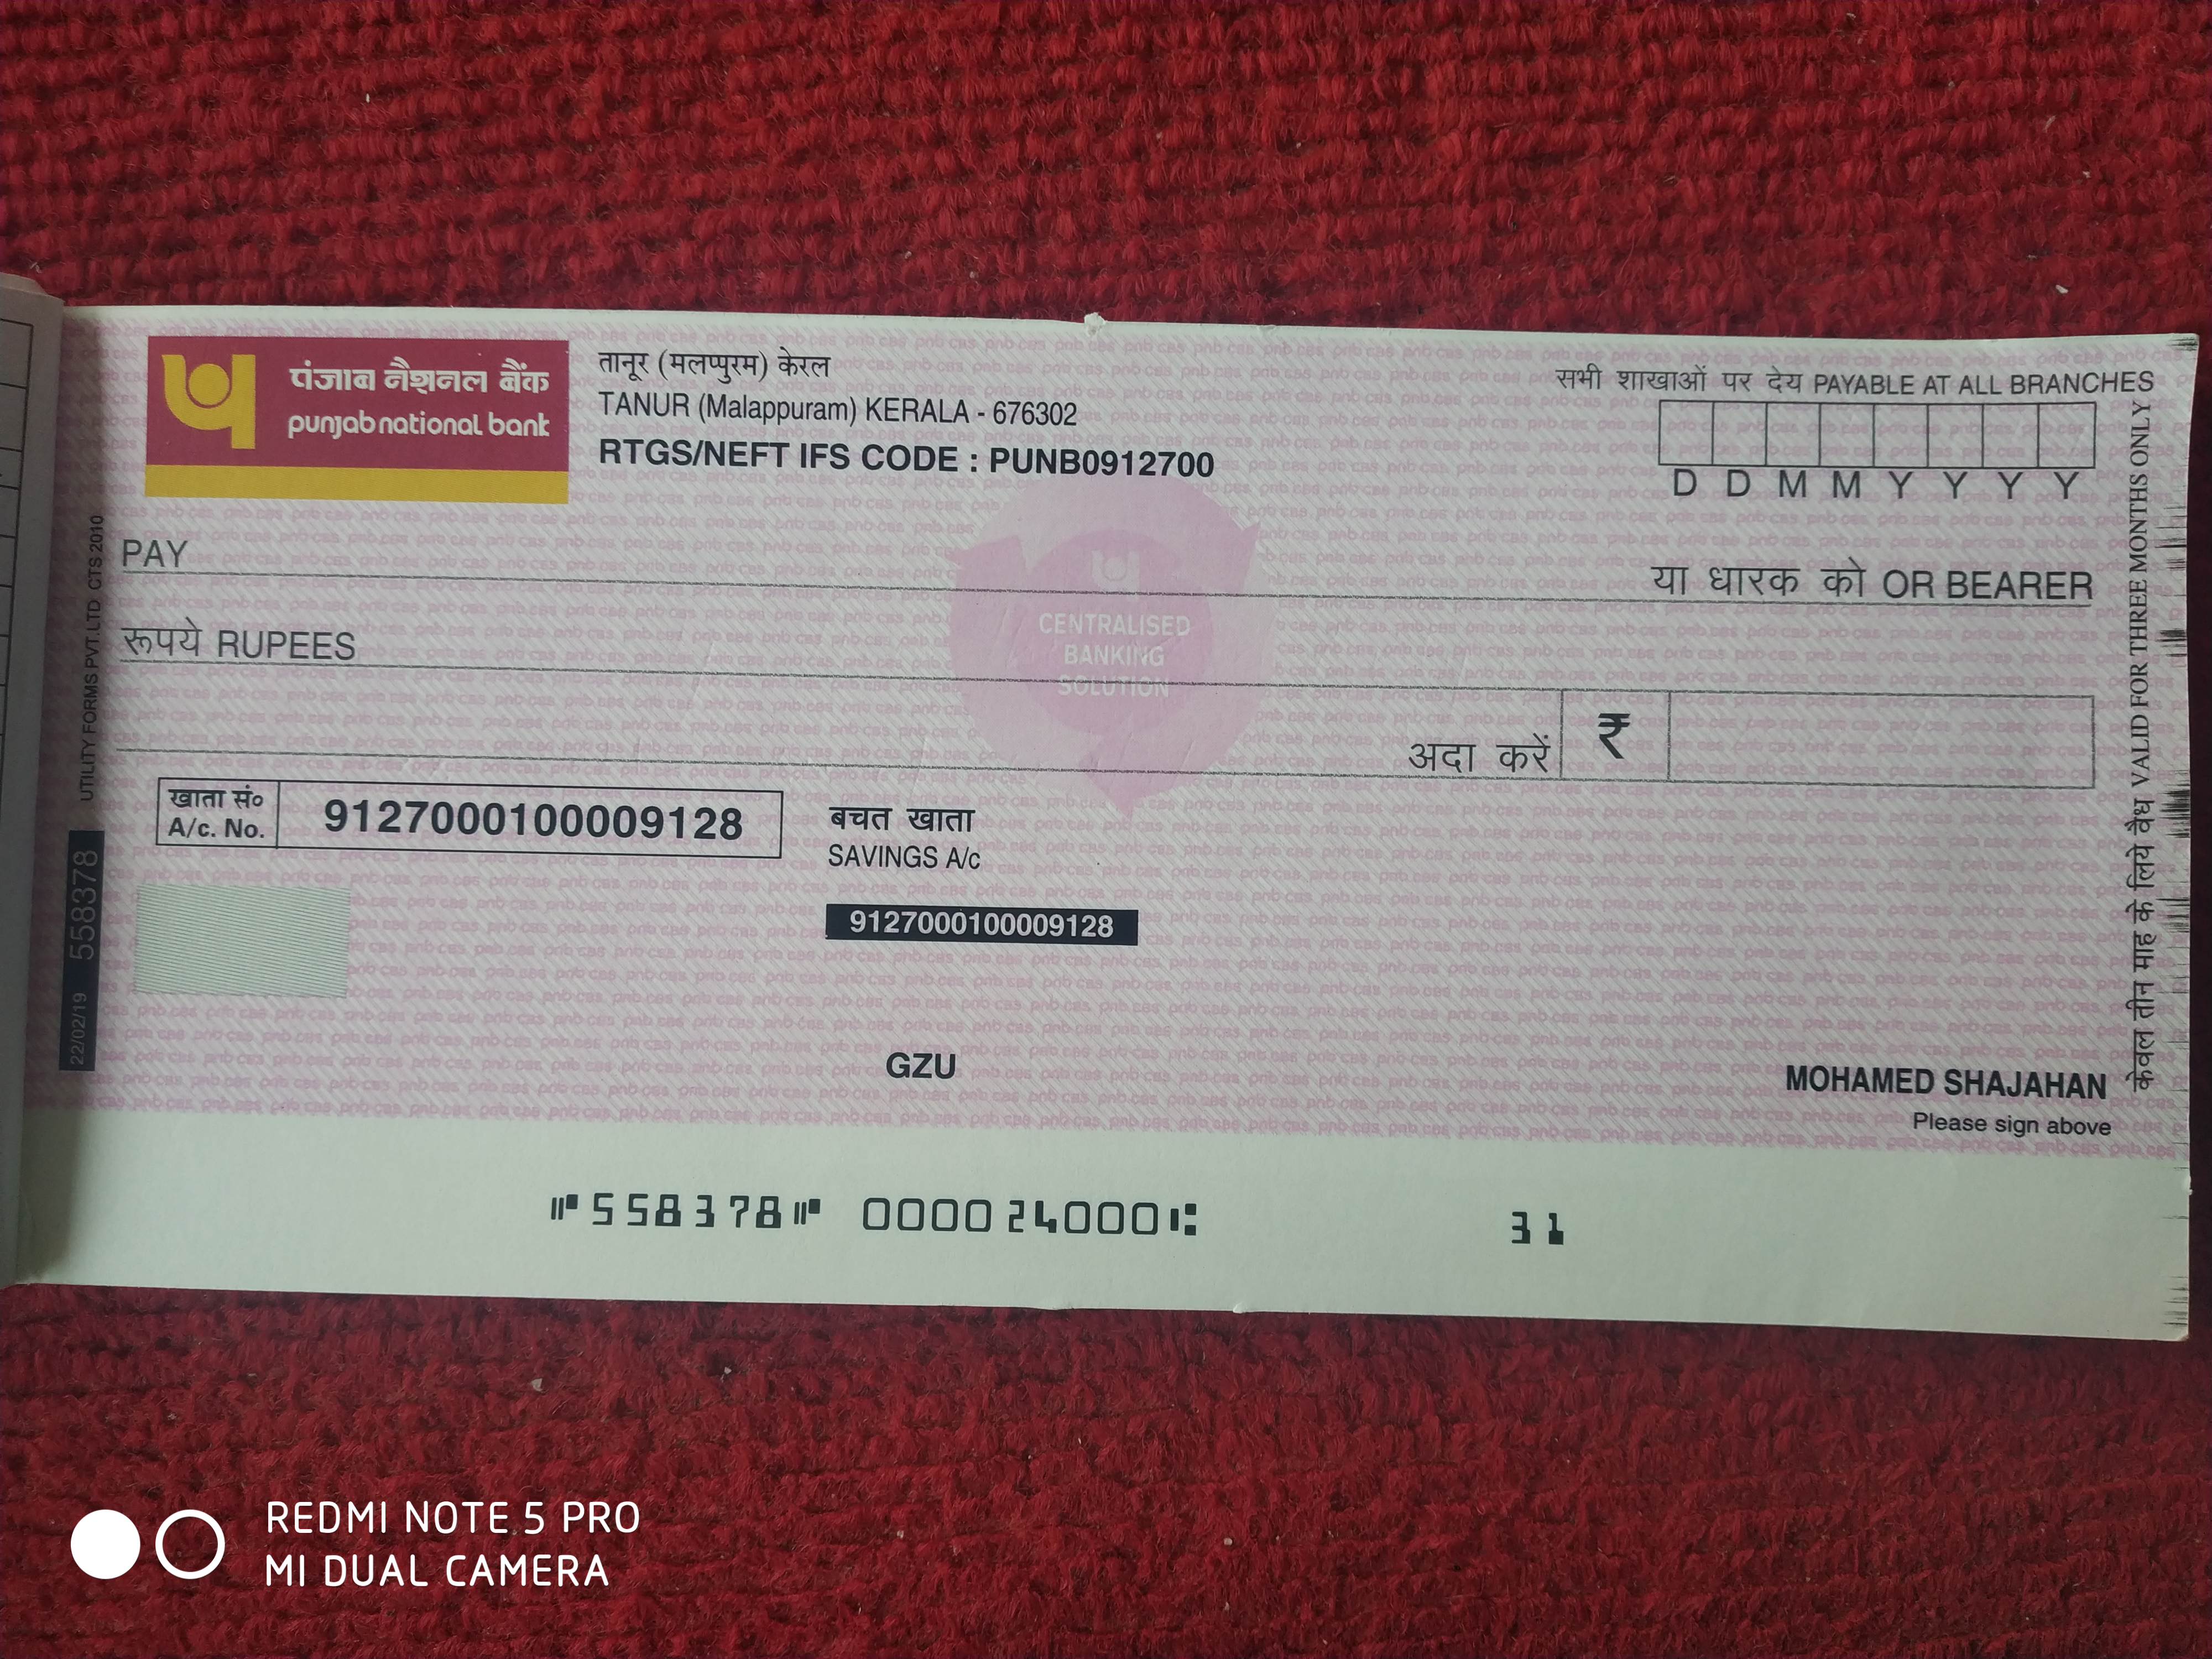 पंजाब नैशनल बैंक
punjab national bank
तानूर (मलप्पुरम) केरल
TANUR (Malappuram) KERALA - 676302
RTGS/NEFT IFS CODE : PUNB0912700
सभी शाखाओं पर देय PAYABLE AT ALL BRANCHES
D D M M Y Y Y Y
PAY
या धारक को OR BEARER
रूपये RUPEES
CENTRALISED
BANKING
SOLUTION
अदा करें ₹
खाता सं०
A/c. No.
9127000100009128
बचत खाता
SAVINGS A/c
9127000100009128
GZU
MOHAMED SHAJAHAN
Please sign above
केवल तीन माह के लिये वैध VALID FOR THREE MONTHS ONLY
UTILITY FORMS PVT. LTD CTS 2010
22/02/19 558378
⑈558378⑈ 000024000⑆ 31
REDMI NOTE 5 PRO
MI DUAL CAMERA